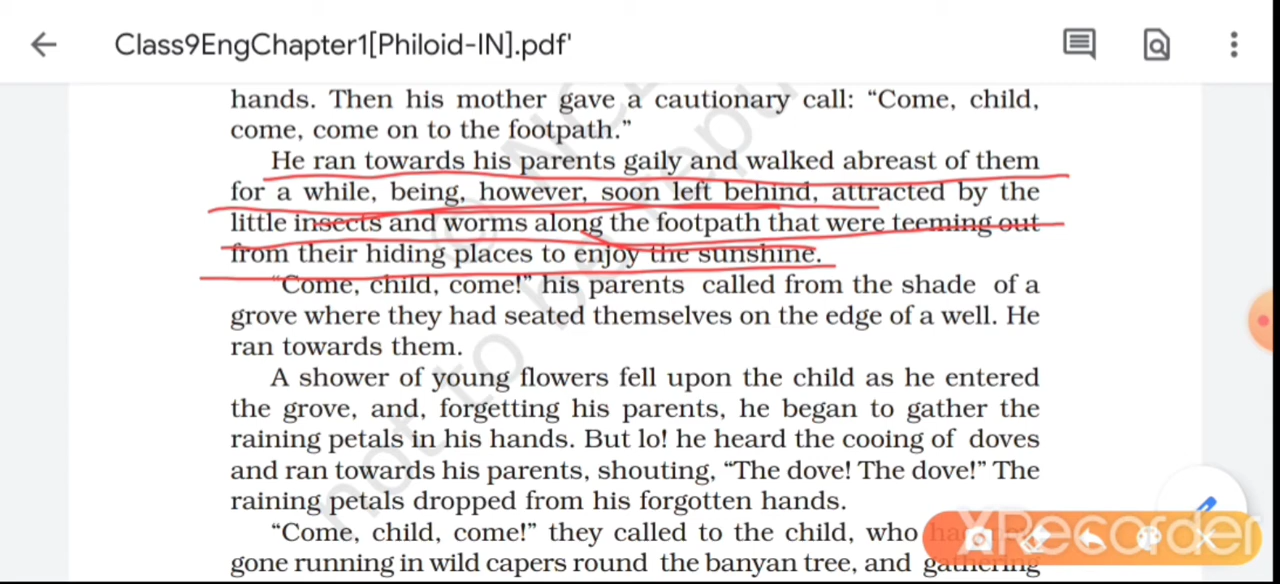 Class9EngChapter1[Philoid-IN].pdf'
hands. Then his mother gave a cautionary call: “Come, child,
come, come on to the footpath.”
He ran towards his parents gaily and walked abreast of them
for a while, being, however, soon left behind, attracted by the
little insects and worms along the footpath that were teeming out
from their hiding places to enjoy the sunshine.
“Come, child, come!” his parents called from the shade of a
grove where they had seated themselves on the edge of a well. He
ran towards them.
A shower of young flowers fell upon the child as he entered
the grove, and, forgetting his parents, he began to gather the
raining petals in his hands. But lo! he heard the cooing of doves
and ran towards his parents, shouting, “The dove! The dove!” The
raining petals dropped from his forgotten hands.
“Come, child, come!” they called to the child, who
gone running in wild capers round the banyan tree, and gathering
XRecorder
not to be repu